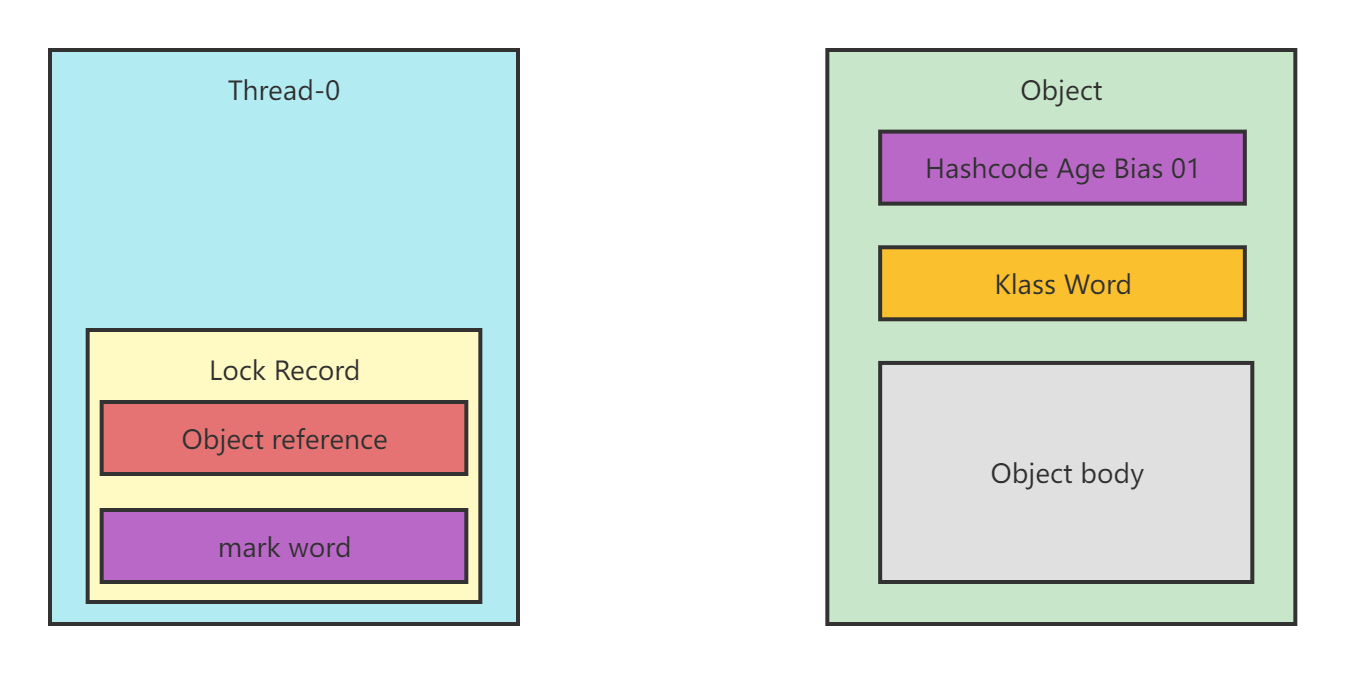 Thread-0
Lock Record
Object reference
mark word
Object
Hashcode Age Bias 01
Klass Word
Object body